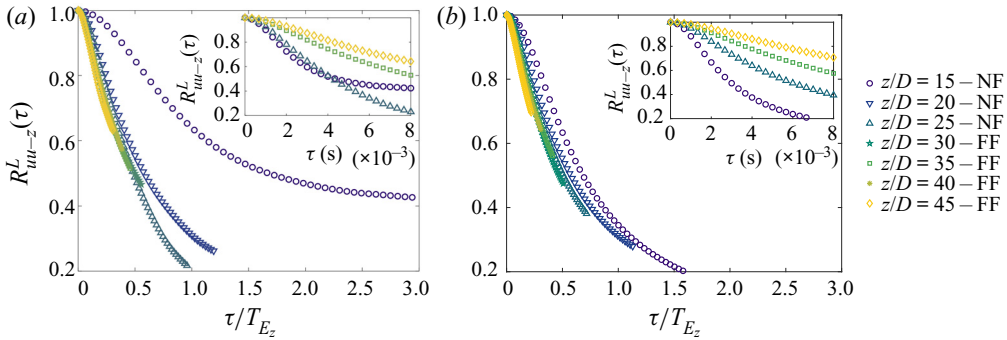 (a)
1.0
0.8
0.6
0.4
0.2
R^L_{uu−z}(τ)
0
0.5
1.0
1.5
2.0
2.5
3.0
τ/T_{E_z}
R^L_{uu−z}(τ)
0.8
0.6
0.4
0.2
0
2
4
6
8
τ (s) (×10^{−3})
(b)
1.0
0.8
0.6
0.4
0.2
0
0.5
1.0
1.5
2.0
2.5
3.0
τ/T_{E_z}
R^L_{uu−z}(τ)
0.8
0.6
0.4
0.2
0
2
4
6
8
τ (s) (×10^{−3})
z/D = 15 – NF
z/D = 20 – NF
z/D = 25 – NF
z/D = 30 – FF
z/D = 35 – FF
z/D = 40 – FF
z/D = 45 – FF